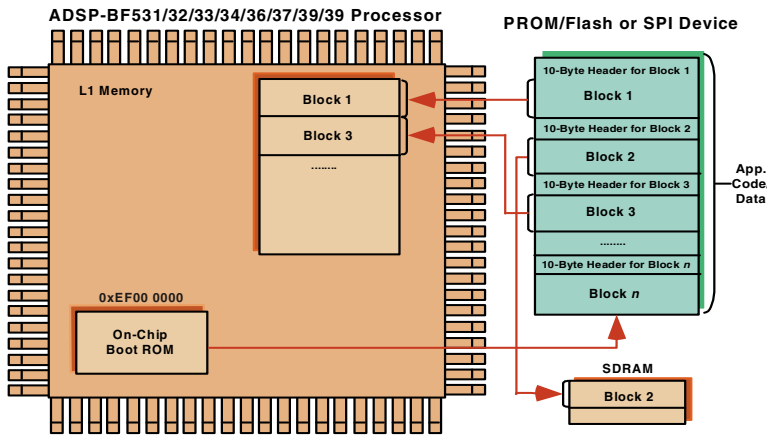 ADSP-BF531/32/33/34/36/37/39/39 Processor
PROM/Flash or SPI Device
L1 Memory
Block 1
Block 3
........
0xEF00 0000
On-Chip
Boot ROM
10-Byte Header for Block 1
Block 1
10-Byte Header for Block 2
Block 2
10-Byte Header for Block 3
Block 3
........
10-Byte Header for Block n
Block n
App.
Code/
Data
SDRAM
Block 2